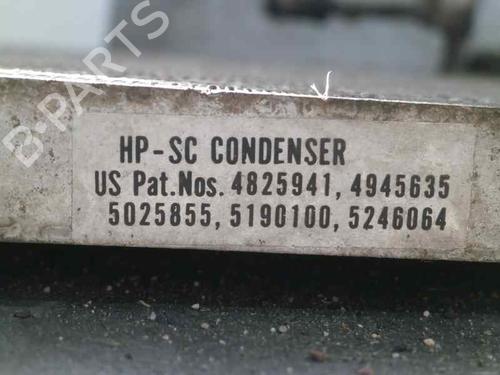 B-PARTS
HP-SC CONDENSER
US Pat.Nos. 4825941, 4945635
5025855, 5190100, 5246064